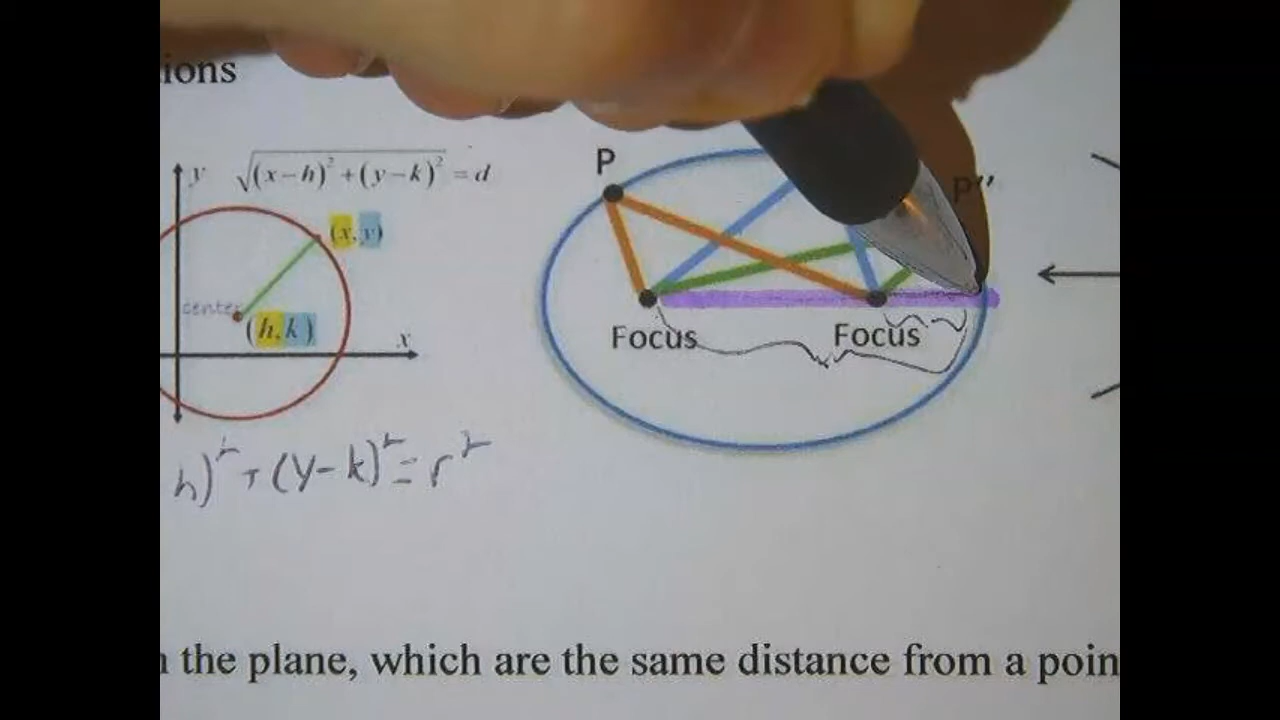 ions
y
√(x-h)² + (y-k)² = d
P
P''
(x, y)
center
(h, k)
x
Focus
Focus
h)² + (y-k)² = r²
the plane, which are the same distance from a poin